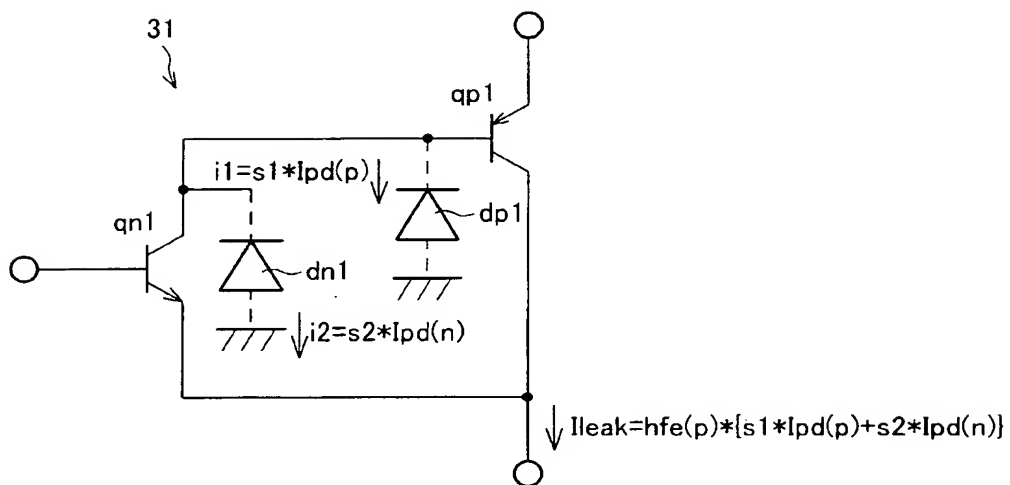 31
qp1
i1=s1*Ipd(p)
dp1
qn1
dn1
i2=s2*Ipd(n)
Ileak=hfe(p)*{s1*Ipd(p)+s2*Ipd(n)}